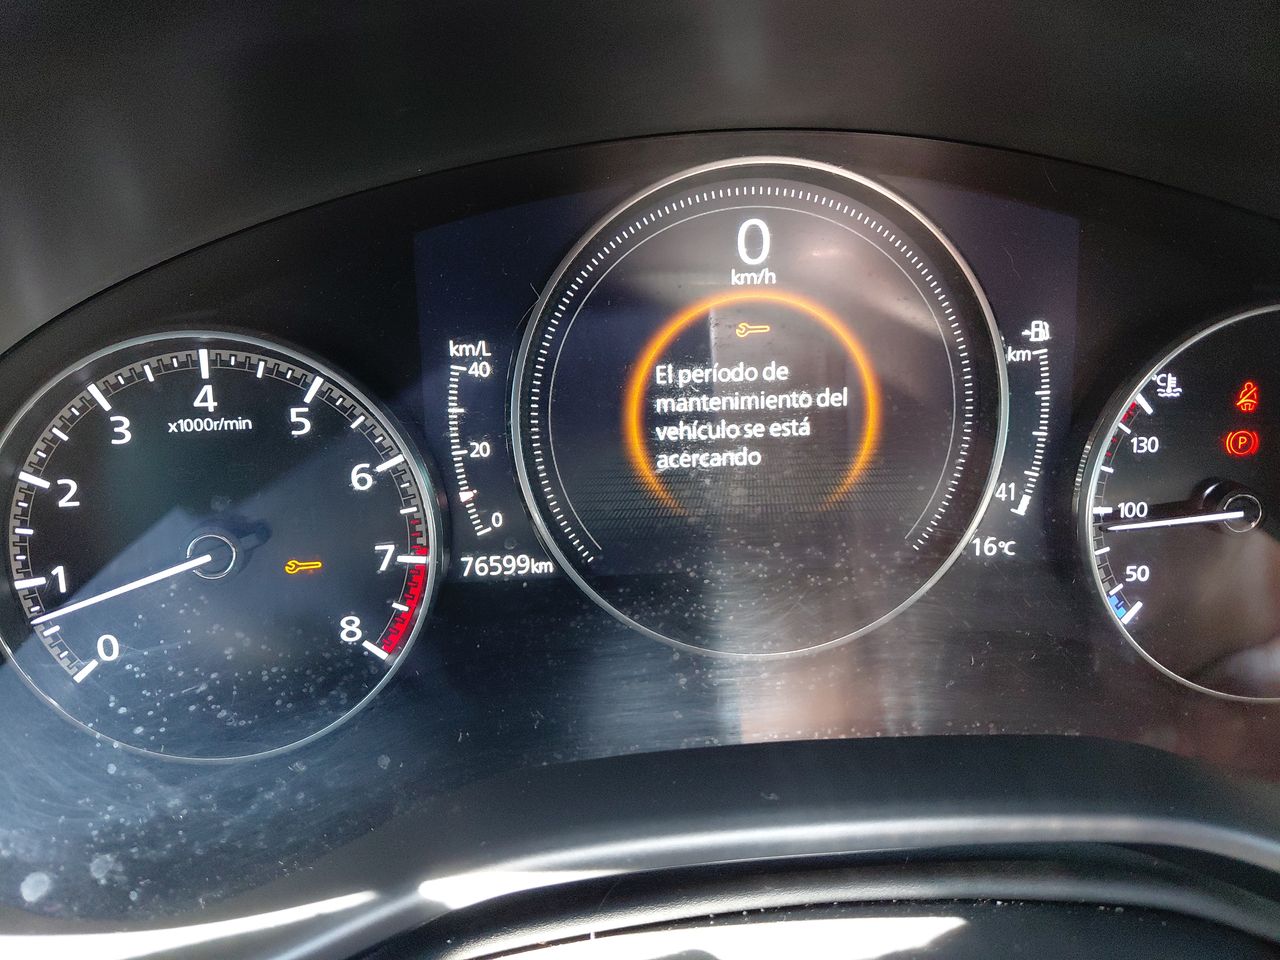 0
km/h
El período de
mantenimiento del
vehículo se está
acercando
km/L
40
20
0
76599km
km
41
16°C
0
1
2
3
4
5
6
7
8
x1000r/min
°C
130
100
50
P